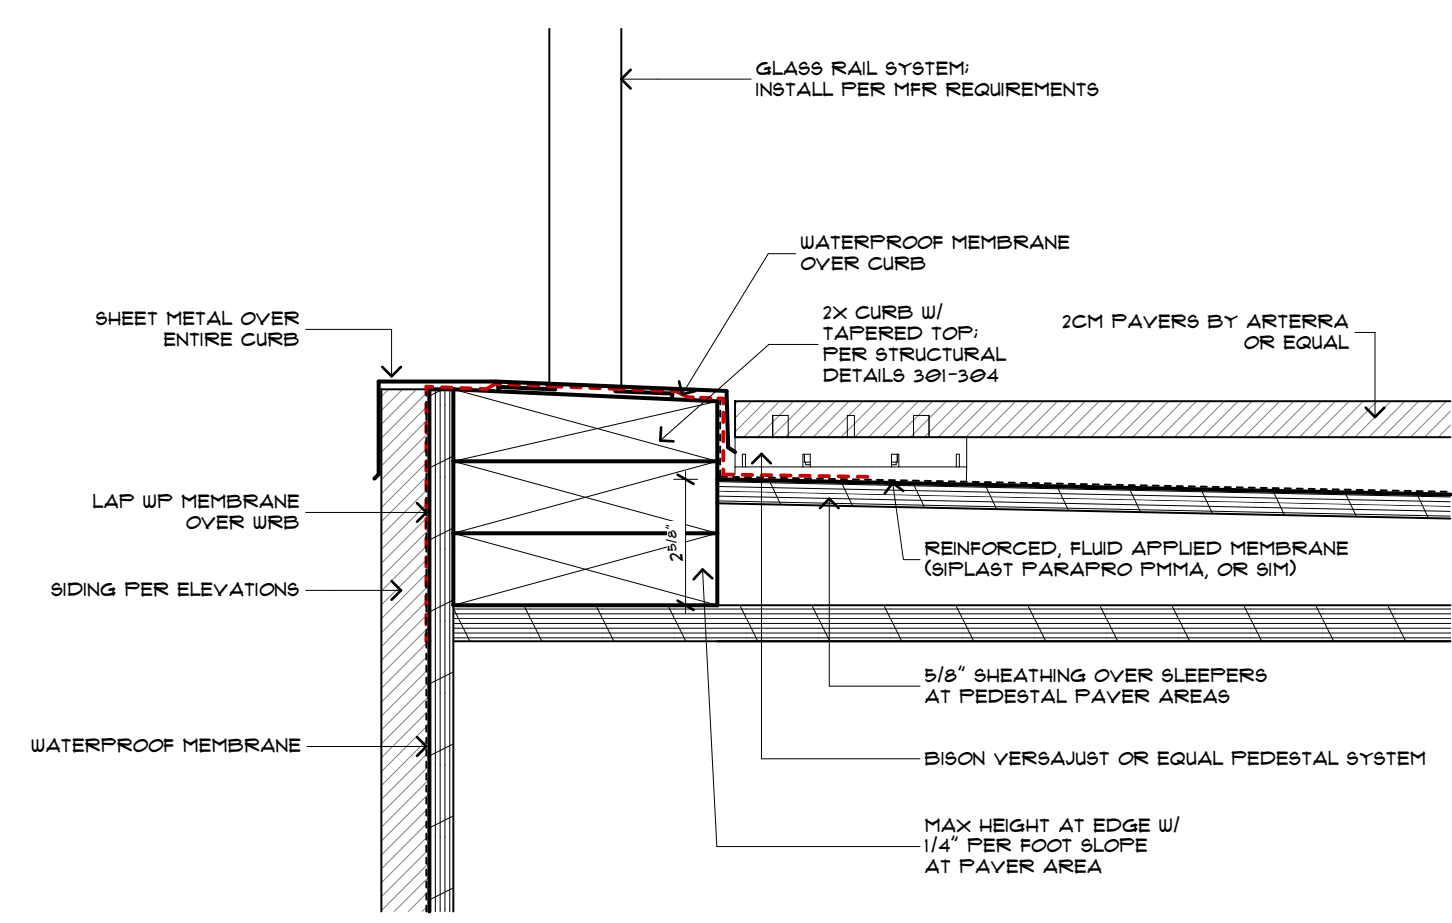 GLASS RAIL SYSTEM;
INSTALL PER MFR REQUIREMENTS
WATERPROOF MEMBRANE
OVER CURB
SHEET METAL OVER
ENTIRE CURB
2X CURB W/
TAPERED TOP;
PER STRUCTURAL
DETAILS 301-304
2CM PAVERS BY ARTERRA
OR EQUAL
LAP WP MEMBRANE
OVER WRB
2 5/8"
REINFORCED, FLUID APPLIED MEMBRANE
(SIPLAST PARAPRO PMMA, OR SIM)
SIDING PER ELEVATIONS
5/8" SHEATHING OVER SLEEPERS
AT PEDESTAL PAVER AREAS
WATERPROOF MEMBRANE
BISON VERSAJUST OR EQUAL PEDESTAL SYSTEM
MAX HEIGHT AT EDGE W/
1/4" PER FOOT SLOPE
AT PAVER AREA